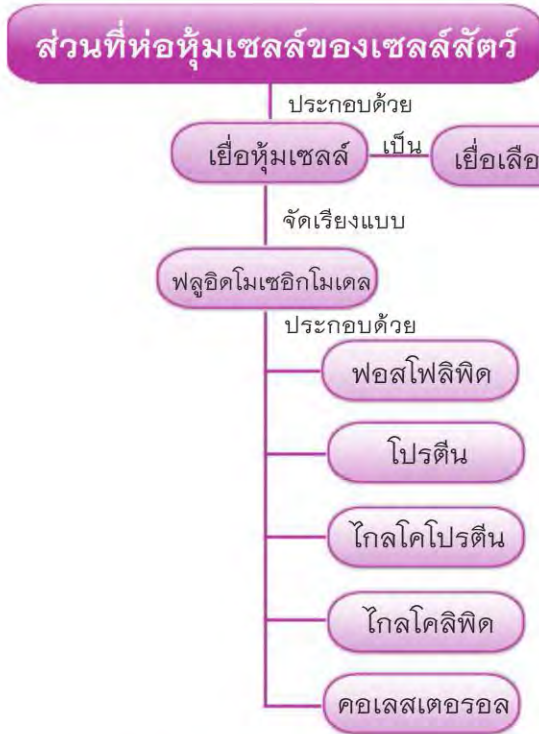 ส่วนที่ห่อหุ้มเซลล์ของเซลล์สัตว์
ประกอบด้วย
เยื่อหุ้มเซลล์
เป็น
จัดเรียงแบบ
ฟลูอิดโมเซอิกโมเดล
ประกอบด้วย
ฟอสโฟลิพิด
โปรตีน
ไกลโคโปรตีน
ไกลโคลิพิด
คอเลสเตอรอล